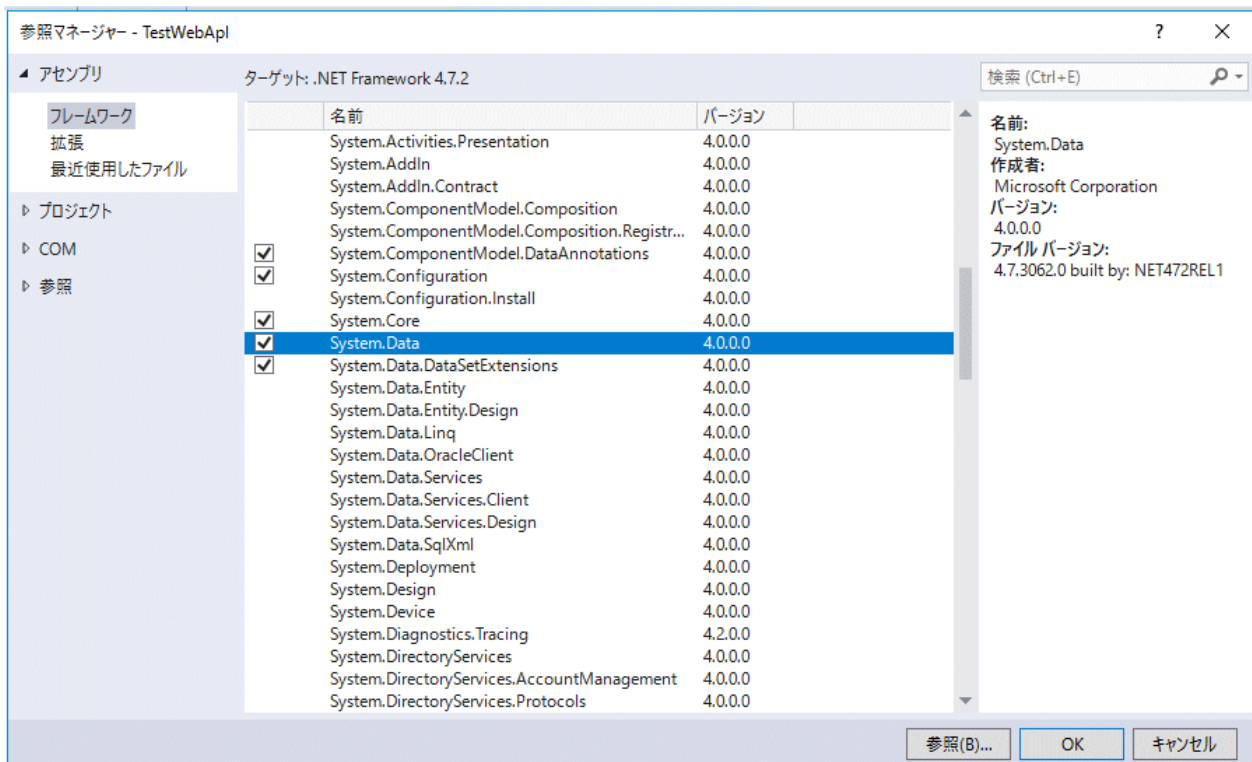 参照マネージャー - TestWebApl
? ×
アセンブリ
フレームワーク
拡張
最近使用したファイル
プロジェクト
COM
参照
ターゲット: .NET Framework 4.7.2
名前 バージョン
System.Activities.Presentation 4.0.0.0
System.AddIn 4.0.0.0
System.AddIn.Contract 4.0.0.0
System.ComponentModel.Composition 4.0.0.0
System.ComponentModel.Composition.Registr... 4.0.0.0
System.ComponentModel.DataAnnotations 4.0.0.0
System.Configuration 4.0.0.0
System.Configuration.Install 4.0.0.0
System.Core 4.0.0.0
System.Data 4.0.0.0
System.Data.DataSetExtensions 4.0.0.0
System.Data.Entity 4.0.0.0
System.Data.Entity.Design 4.0.0.0
System.Data.Linq 4.0.0.0
System.Data.OracleClient 4.0.0.0
System.Data.Services 4.0.0.0
System.Data.Services.Client 4.0.0.0
System.Data.Services.Design 4.0.0.0
System.Data.SqlXml 4.0.0.0
System.Deployment 4.0.0.0
System.Design 4.0.0.0
System.Device 4.0.0.0
System.Diagnostics.Tracing 4.2.0.0
System.DirectoryServices 4.0.0.0
System.DirectoryServices.AccountManagement 4.0.0.0
System.DirectoryServices.Protocols 4.0.0.0
検索 (Ctrl+E)
名前:
System.Data
作成者:
Microsoft Corporation
バージョン:
4.0.0.0
ファイル バージョン:
4.7.3062.0 built by: NET472REL1
参照(B)... OK キャンセル